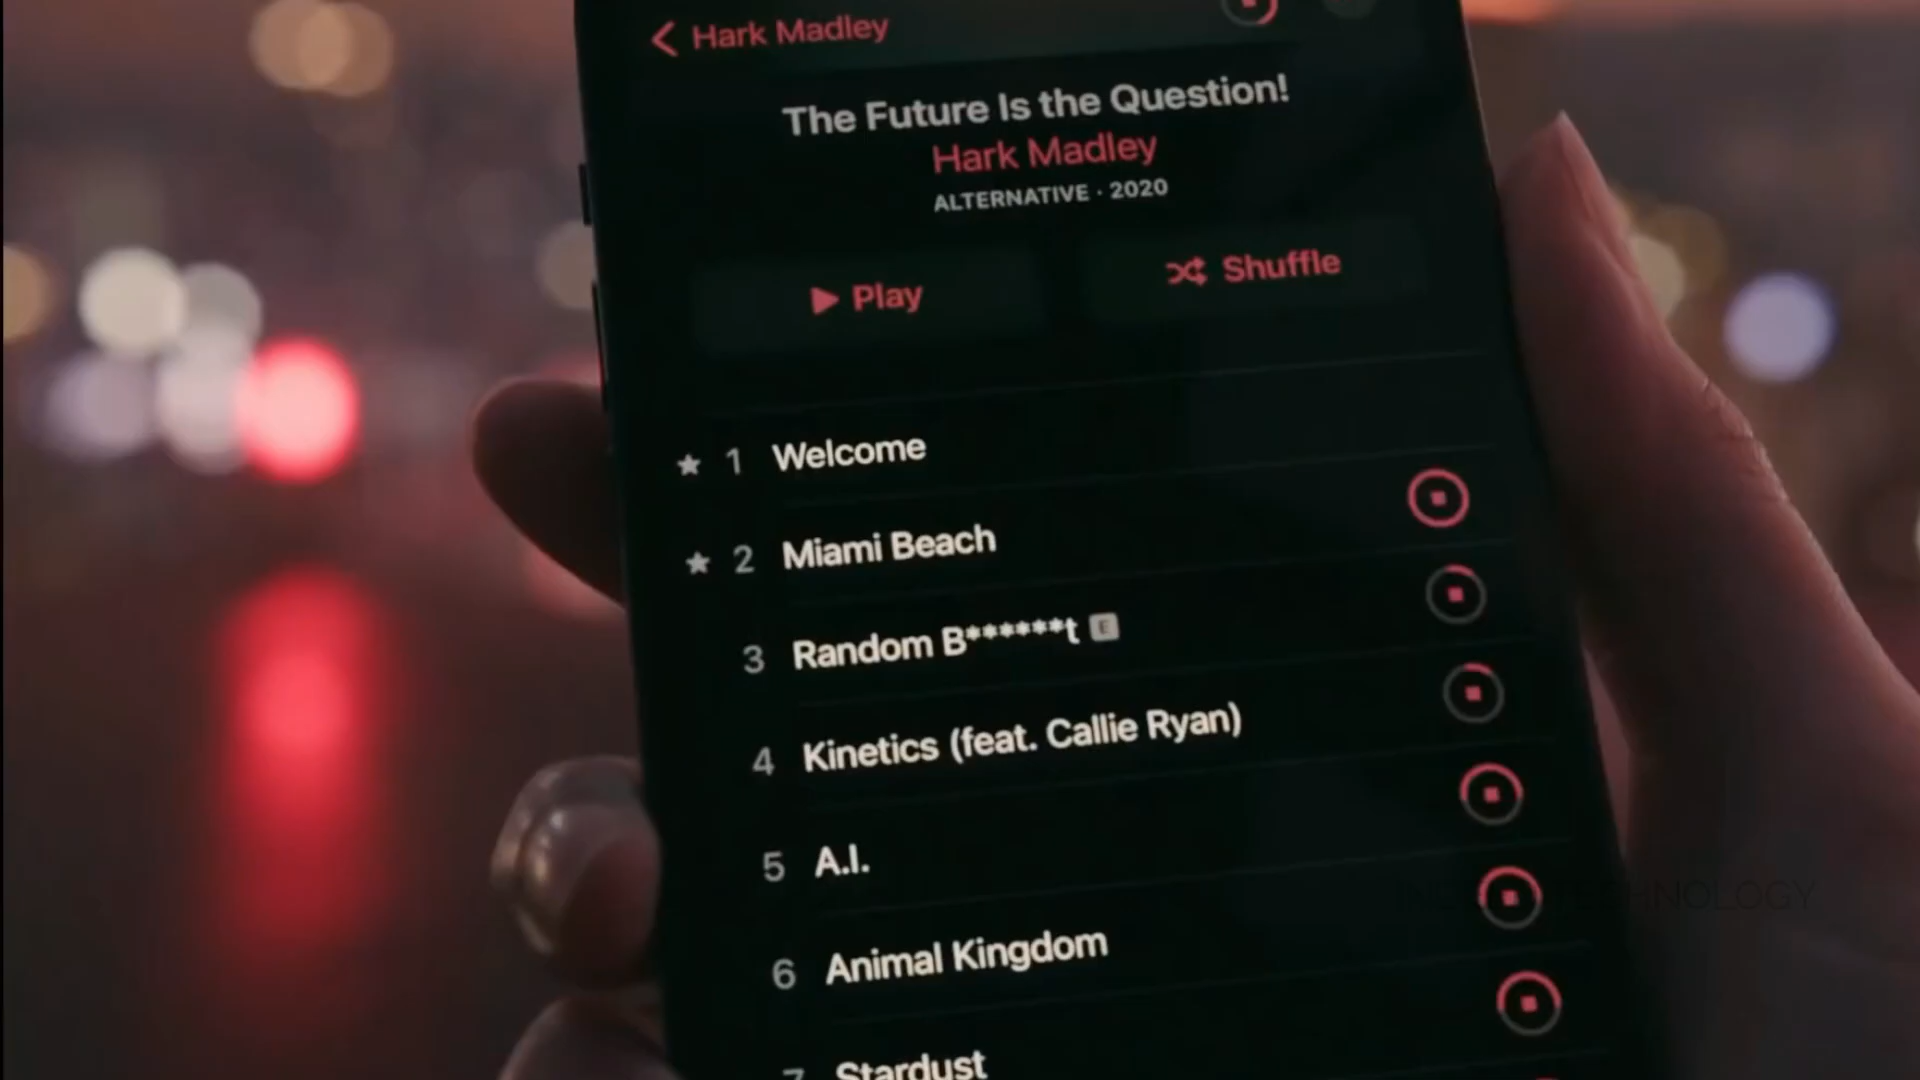 Hark Madley
The Future Is the Question!
Hark Madley
ALTERNATIVE · 2020
Play
Shuffle
★ 1 Welcome
★ 2 Miami Beach
3 Random B******t E
4 Kinetics (feat. Callie Ryan)
5 A.I.
6 Animal Kingdom
7 Stardust
TECHNOLOGY